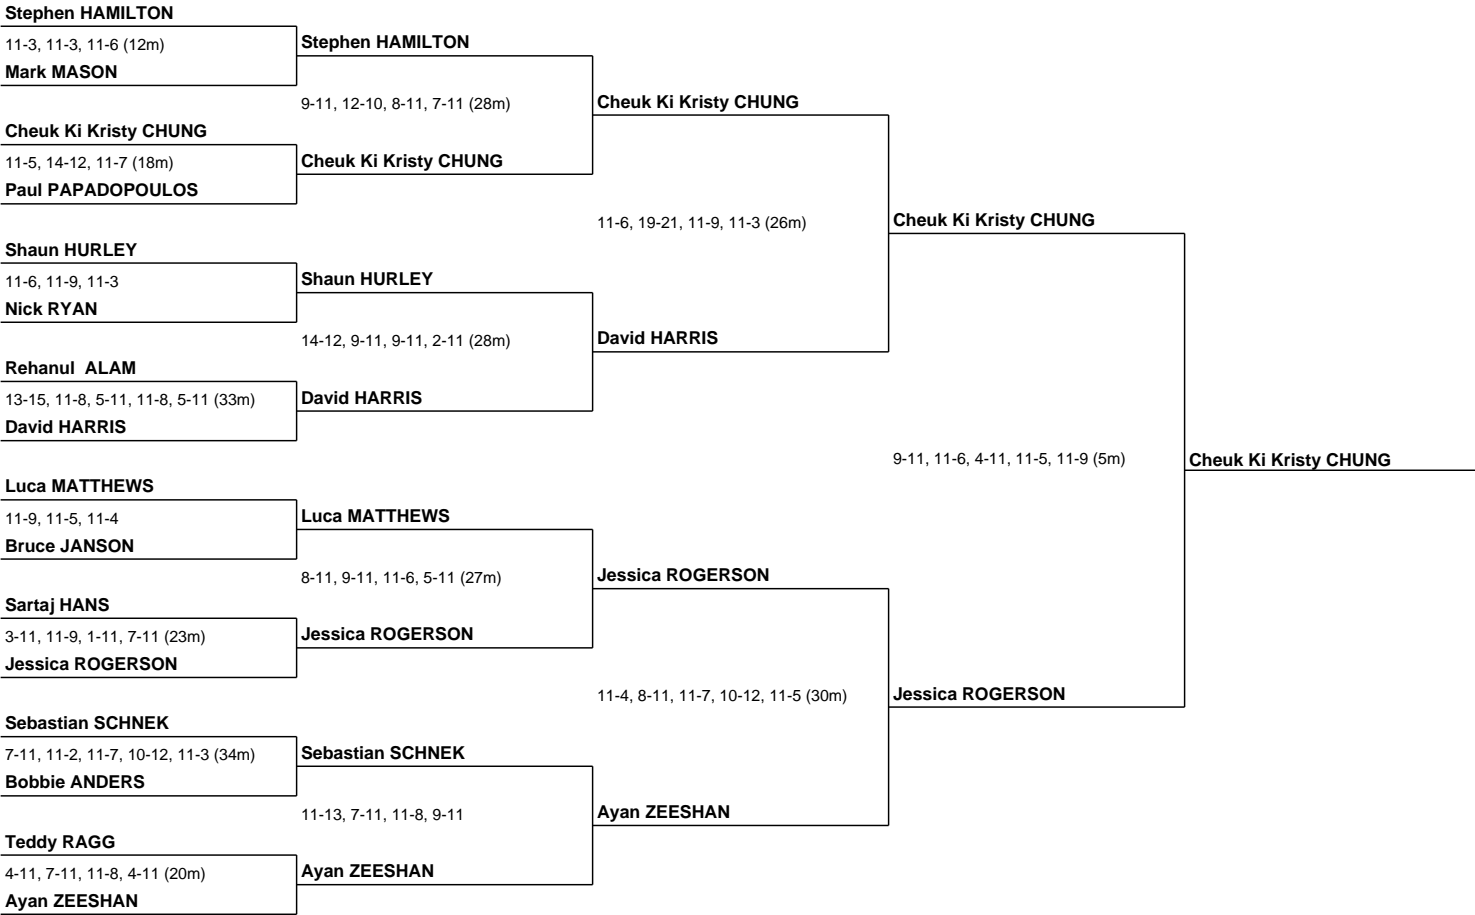 Stephen HAMILTON
11-3, 11-3, 11-6 (12m)
Mark MASON
Cheuk Ki Kristy CHUNG
11-5, 14-12, 11-7 (18m)
Paul PAPADOPOULOS
Shaun HURLEY
11-6, 11-9, 11-3
Nick RYAN
Rehanul  ALAM
13-15, 11-8, 5-11, 11-8, 5-11 (33m)
David HARRIS
Luca MATTHEWS
11-9, 11-5, 11-4
Bruce JANSON
Sartaj HANS
3-11, 11-9, 1-11, 7-11 (23m)
Jessica ROGERSON
Sebastian SCHNEK
7-11, 11-2, 11-7, 10-12, 11-3 (34m)
Bobbie ANDERS
Teddy RAGG
4-11, 7-11, 11-8, 4-11 (20m)
Ayan ZEESHAN
Stephen HAMILTON
9-11, 12-10, 8-11, 7-11 (28m)
Cheuk Ki Kristy CHUNG
Shaun HURLEY
14-12, 9-11, 9-11, 2-11 (28m)
David HARRIS
Luca MATTHEWS
8-11, 9-11, 11-6, 5-11 (27m)
Jessica ROGERSON
Sebastian SCHNEK
11-13, 7-11, 11-8, 9-11
Ayan ZEESHAN
Cheuk Ki Kristy CHUNG
11-6, 19-21, 11-9, 11-3 (26m)
David HARRIS
Jessica ROGERSON
11-4, 8-11, 11-7, 10-12, 11-5 (30m)
Ayan ZEESHAN
Cheuk Ki Kristy CHUNG
9-11, 11-6, 4-11, 11-5, 11-9 (5m)
Jessica ROGERSON
Cheuk Ki Kristy CHUNG